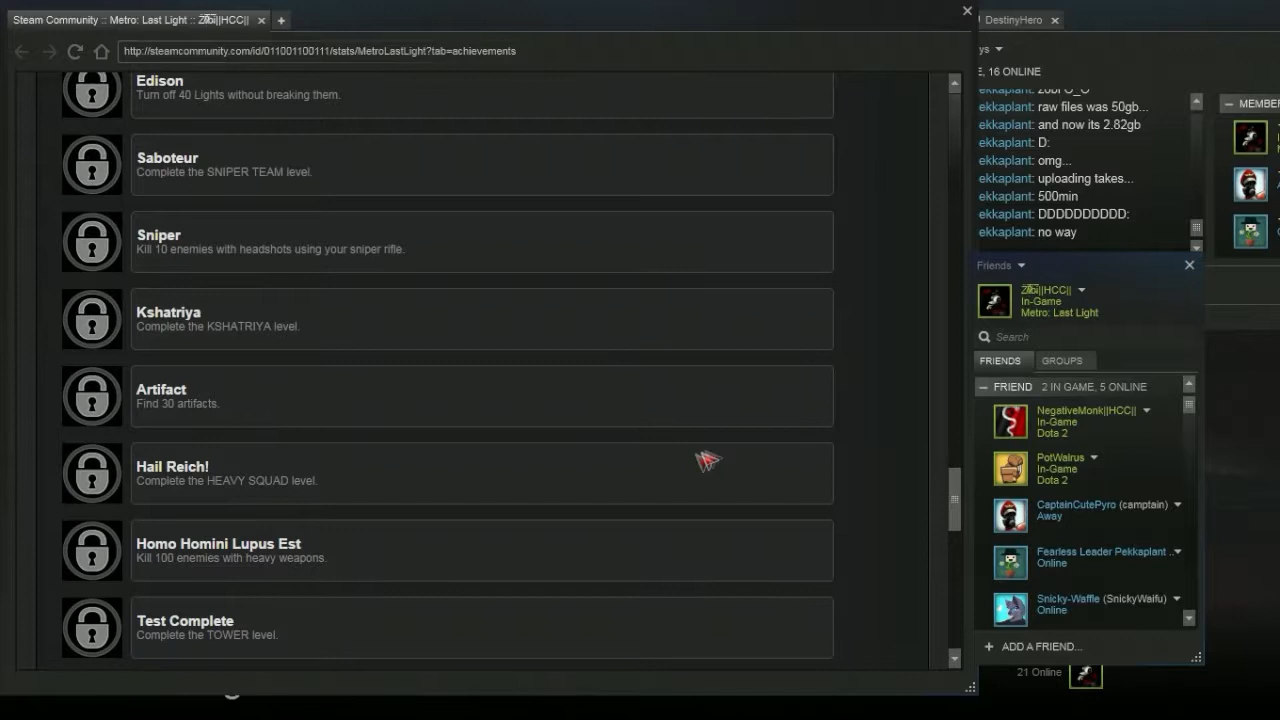 Steam Community :: Metro: Last Light ::
||HCC||
http://steamcommunity.com/id/011001100111/stats/MetroLastLight?tab=achievements
Edison
Turn off 40 Lights without breaking them.
Saboteur
Complete the SNIPER TEAM level.
Sniper
Kill 10 enemies with headshots using your sniper rifle.
Kshatriya
Complete the KSHATRIYA level.
Artifact
Find 30 artifacts.
Hail Reich!
Complete the HEAVY SQUAD level.
Homo Homini Lupus Est
Kill 100 enemies with heavy weapons.
Test Complete
Complete the TOWER level.
DestinyHero
ys
E, 16 ONLINE
ekkaplant:
ekkaplant: raw files was 50gb...
ekkaplant: and now its 2.82gb
ekkaplant: D:
ekkaplant: omg...
ekkaplant: uploading takes...
ekkaplant: 500min
ekkaplant: DDDDDDDDDD:
ekkaplant: no way
MEMBE
Friends
||HCC||
In-Game
Metro: Last Light
Search
FRIENDS
GROUPS
FRIEND 2 IN GAME, 5 ONLINE
NegativeMonk||HCC||
In-Game
Dota 2
PotWalrus
In-Game
Dota 2
CaptainCutePyro (camptain)
Away
Fearless Leader Pekkaplant ..
Online
Snicky-Waffle (SnickyWaifu)
Online
+ ADD A FRIEND...
21 Online